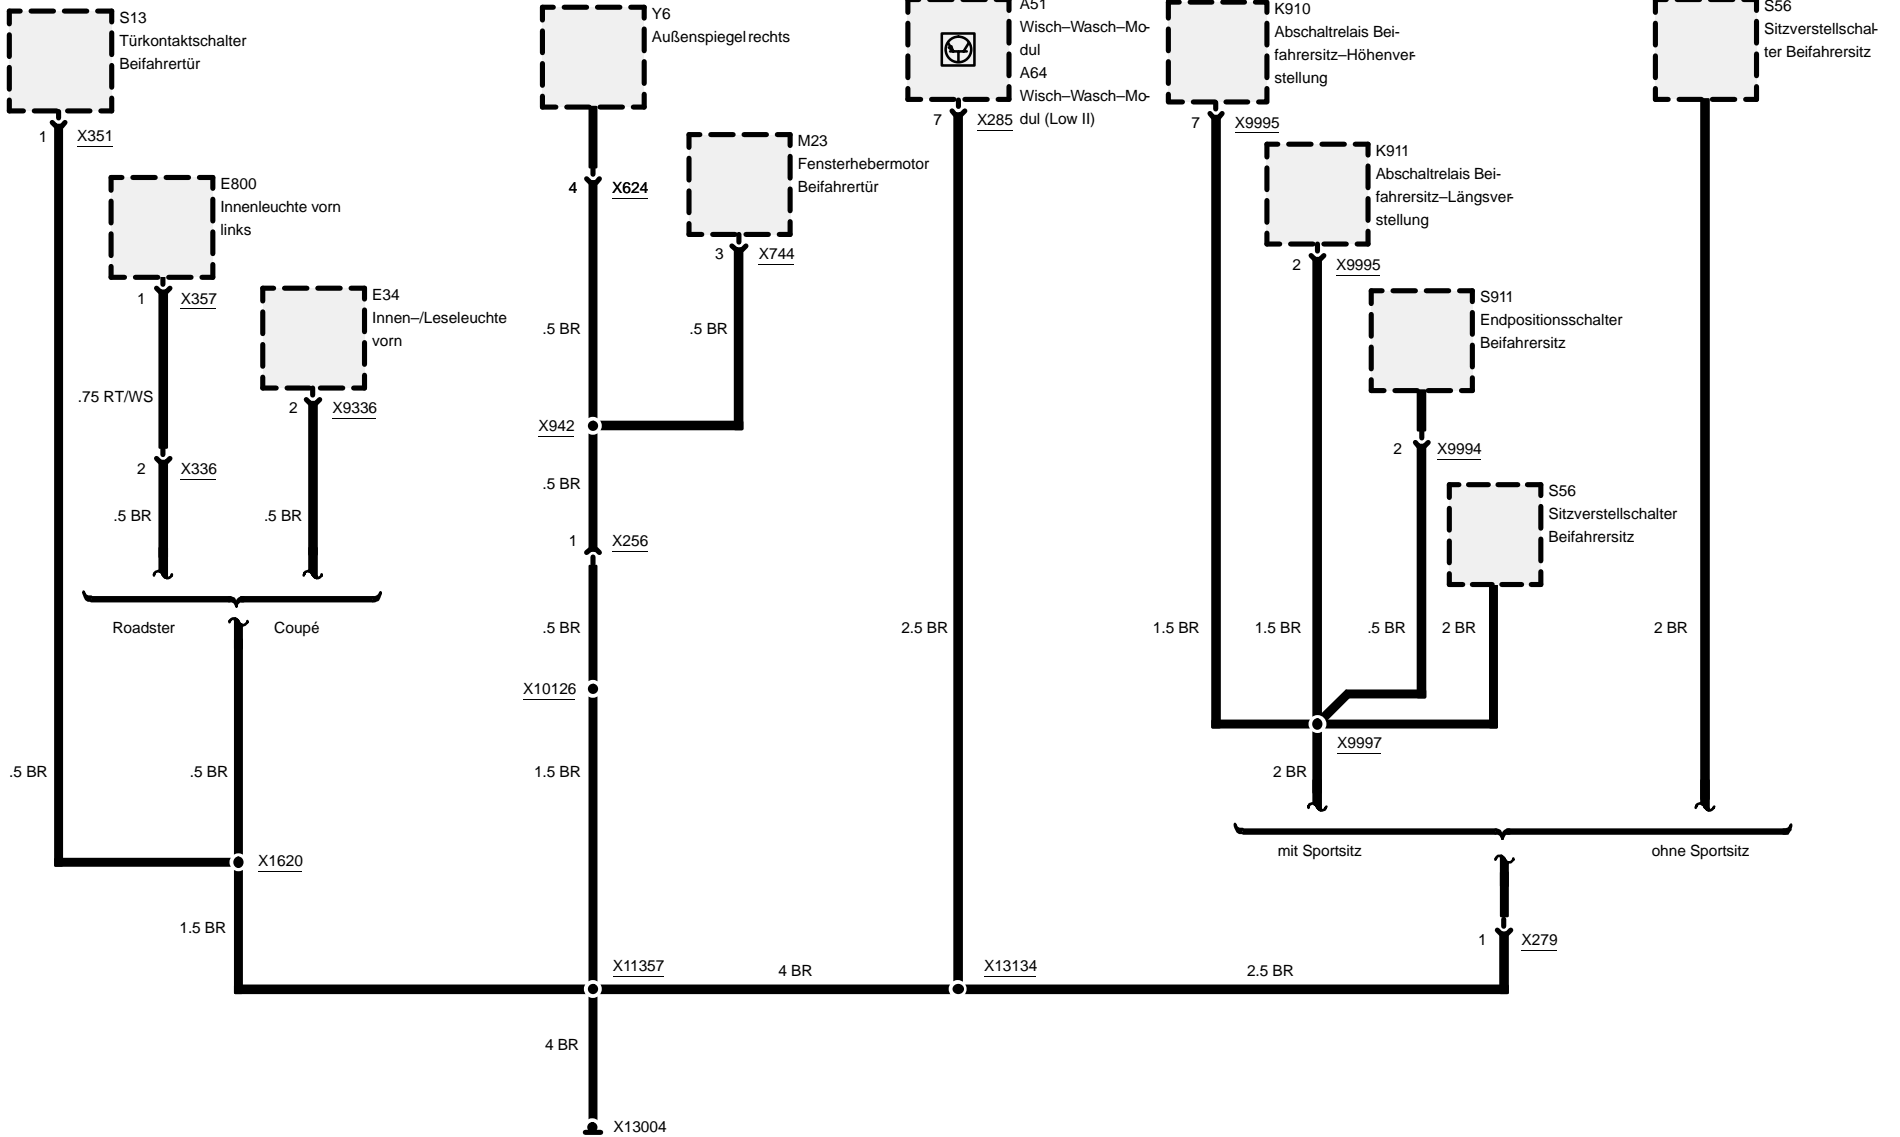 S13
Türkontaktschalter
Beifahrertür
1
X351
E800
Innenleuchte vorn
links
1
X357
.75 RT/WS
2
X336
.5 BR
E34
Innen–/Leseleuchte
vorn
2
X9336
.5 BR
Roadster
Coupé
.5 BR
.5 BR
X1620
1.5 BR
Y6
Außenspiegel rechts
4
X624
M23
Fensterhebermotor
Beifahrertür
3
X744
.5 BR
.5 BR
X942
.5 BR
1
X256
.5 BR
X10126
1.5 BR
X11357
4 BR
4 BR
X13004
A51
Wisch–Wasch–Mo-
dul
A64
Wisch–Wasch–Mo-
dul (Low II)
7
X285
2.5 BR
X13134
2.5 BR
K910
Abschaltrelais Bei-
fahrersitz–Höhenver-
stellung
7
X9995
K911
Abschaltrelais Bei-
fahrersitz–Längsver-
stellung
2
X9995
S911
Endpositionsschalter
Beifahrersitz
2
X9994
S56
Sitzverstellschalter
Beifahrersitz
1.5 BR
1.5 BR
.5 BR
2 BR
X9997
2 BR
S56
Sitzverstellschal-
ter Beifahrersitz
2 BR
mit Sportsitz
ohne Sportsitz
1
X279